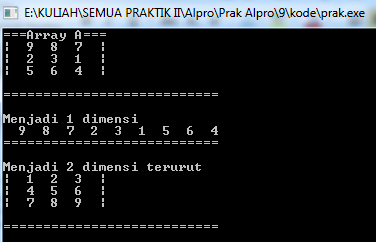 E:\KULIAH\SEMUA PRAKTIK II\Alpro\Prak Alpro\9\kode\prak.exe
===Array A===
¦  9  8  7  ¦
¦  2  3  1  ¦
¦  5  6  4  ¦
===========================
Menjadi 1 dimensi
  9  8  7  2  3  1  5  6  4
===========================
Menjadi 2 dimensi terurut
¦  1  2  3  ¦
¦  4  5  6  ¦
¦  7  8  9  ¦
===========================